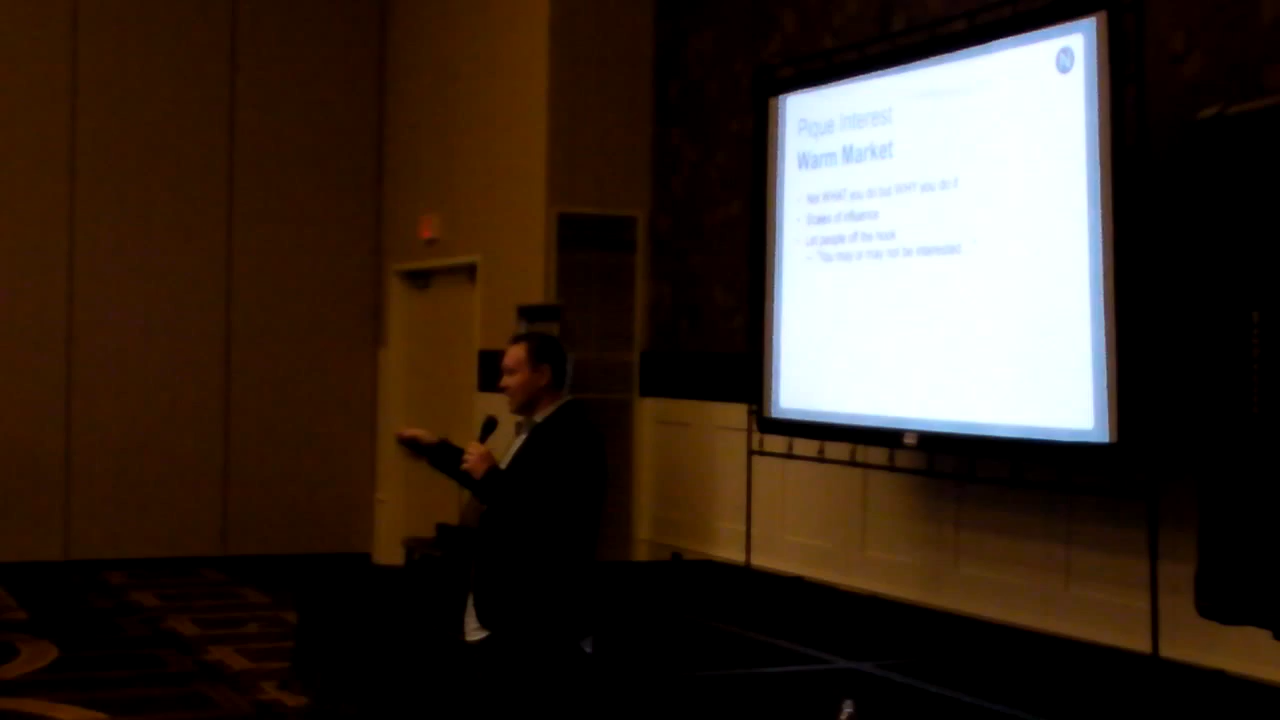 N
Pique Interest
Warm Market
Not WHAT you do but WHY you do it
of influence
Let people off the hook
"You may or may not be interested